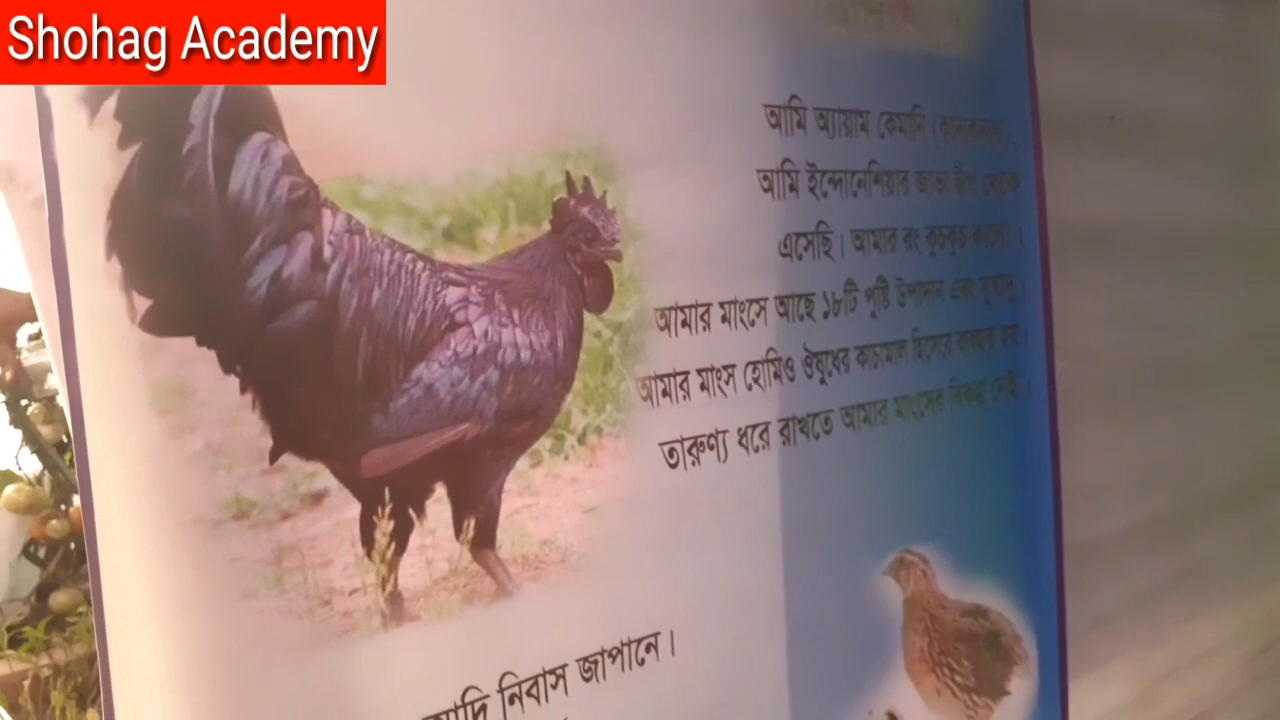 Shohag Academy
আমি অ্যায়াম কেমানি (কাদাকনাথ)।
আমি ইন্দোনেশিয়ার জাভা দ্বীপ থেকে
এসেছি। আমার রং কুচকুচে কালো।
আমার মাংসে আছে ১৮টি পুষ্টি উপাদান এবং সুস্বাদু।
আমার মাংস হোমিও ঔষুধের কাচামাল হিসেবে ব্যবহার হয়।
তারুণ্য ধরে রাখতে আমার মাংসের বিকল্প নেই।
আদি নিবাস জাপানে।